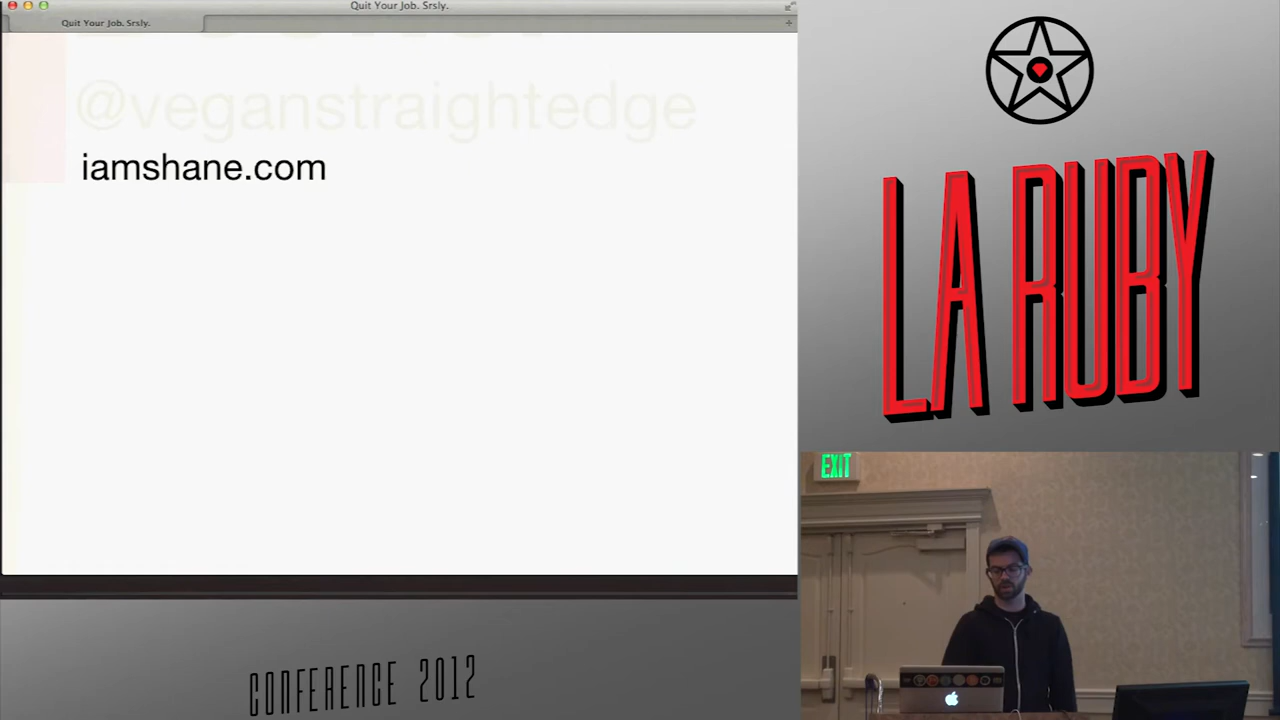 Quit Your Job. Srsly.
Quit Your Job. Srsly.
@veganstraightedge
iamshane.com
LA RUBY
EXIT
CONFERENCE 2012